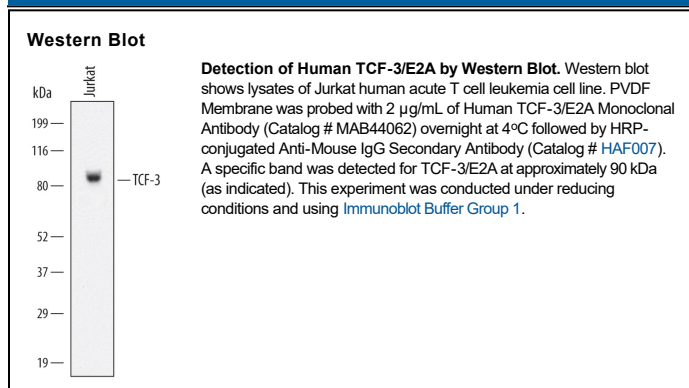 Western Blot
kDa
Jurkat
199
116
80
TCF-3
52
37
29
19
Detection of Human TCF-3/E2A by Western Blot. Western blot
shows lysates of Jurkat human acute T cell leukemia cell line. PVDF
Membrane was probed with 2 µg/mL of Human TCF-3/E2A Monoclonal
Antibody (Catalog # MAB44062) overnight at 4ºC followed by HRP-
conjugated Anti-Mouse IgG Secondary Antibody (Catalog # HAF007).
A specific band was detected for TCF-3/E2A at approximately 90 kDa
(as indicated). This experiment was conducted under reducing
conditions and using Immunoblot Buffer Group 1.